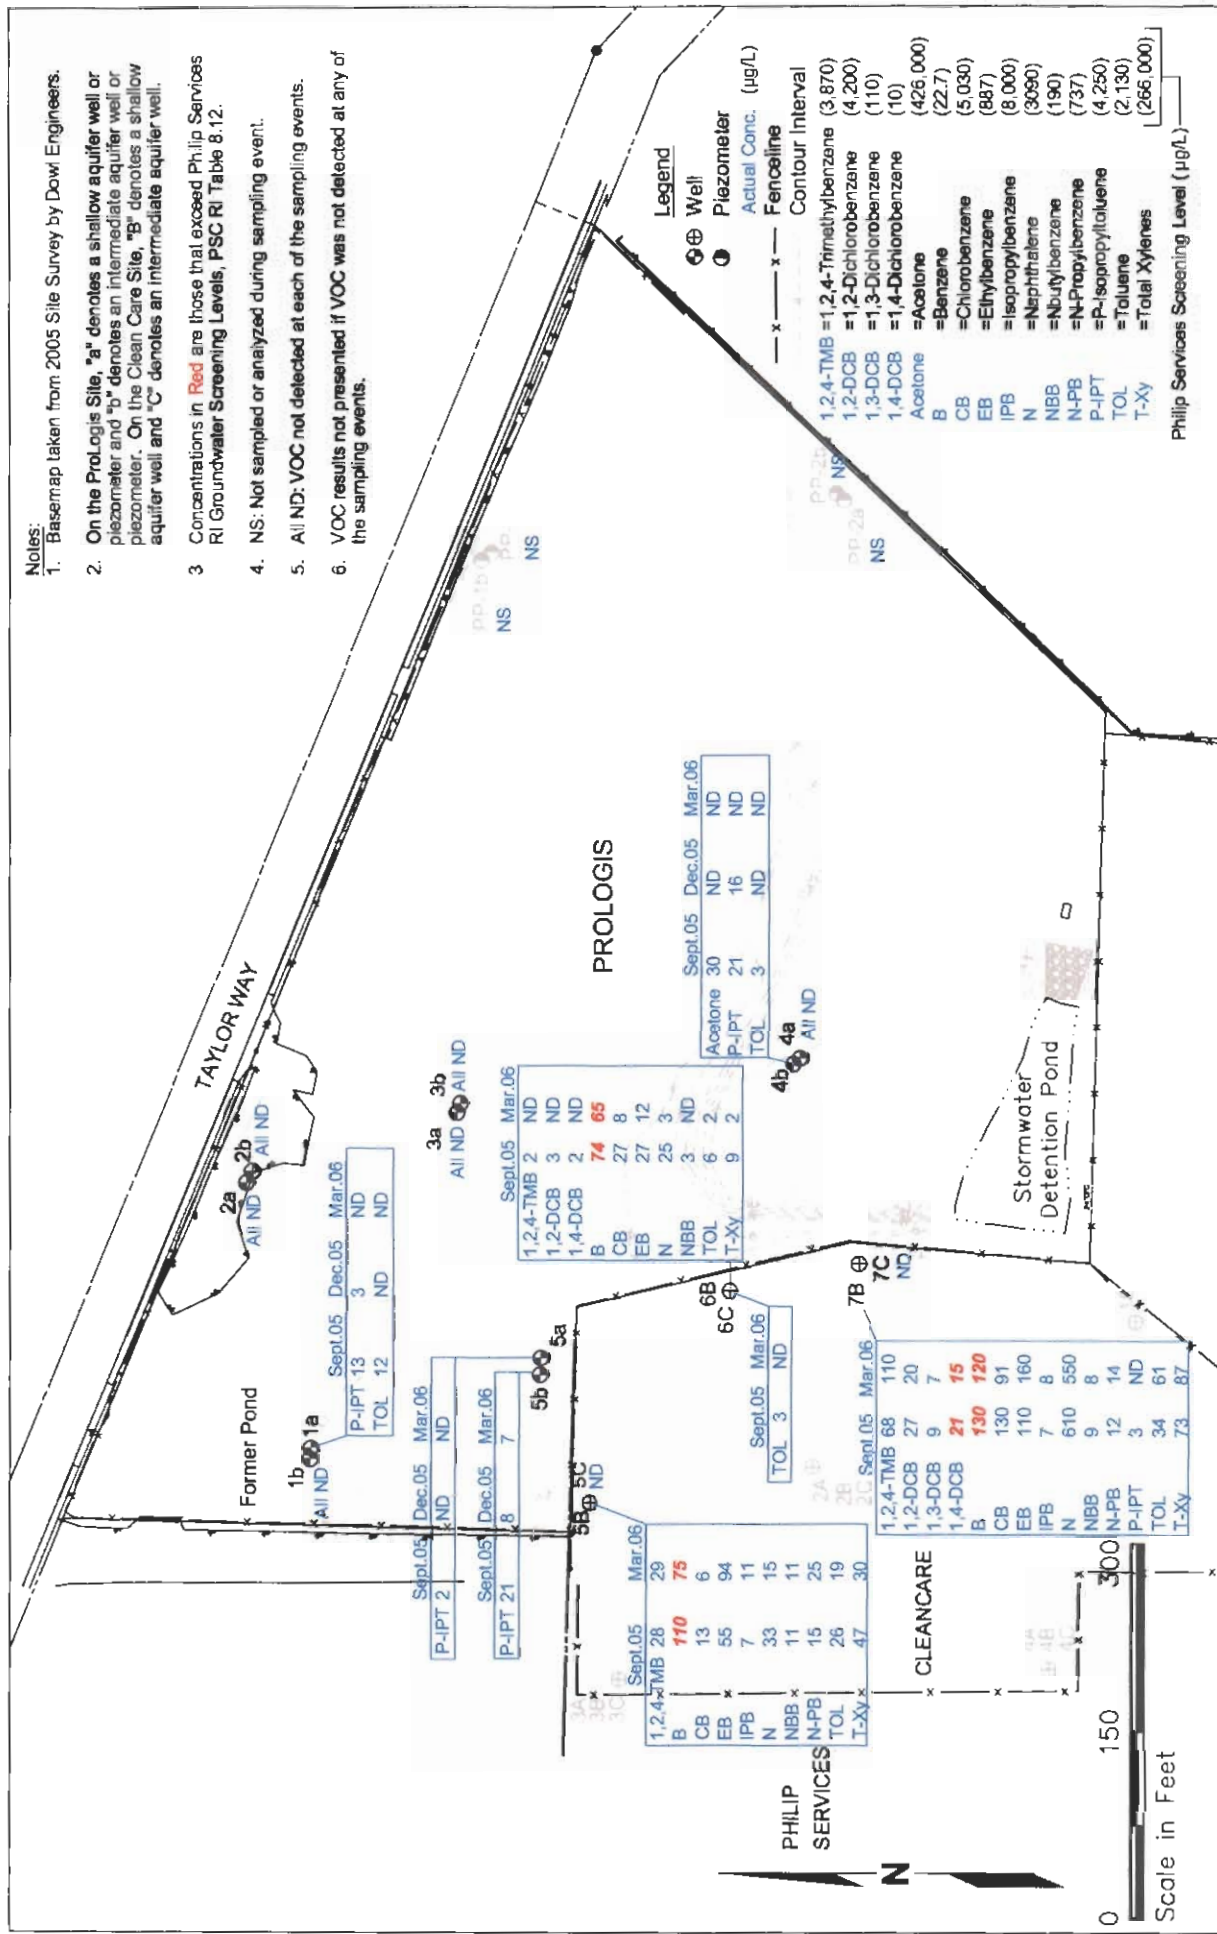 Notes:
1. Basemap taken from 2005 Site Survey by Dowl Engineers.
2. On the ProLogis Site, "a" denotes a shallow aquifer well or
piezometer and "b" denotes an intermediate aquifer well or
piezometer. On the Clean Care Site, "B" denotes a shallow
aquifer well and "C" denotes an intermediate aquifer well.
3 Concentrations in Red are those that exceed Philip Services
RI Groundwater Screening Levels, PSC RI Table 8.12.
4. NS: Not sampled or analyzed during sampling event.
5. All ND: VOC not detected at each of the sampling events.
6. VOC results not presented if VOC was not detected at any of
the sampling events.
TAYLOR WAY
Former Pond
2a 2b
All ND All ND
1b 1a
All ND
Sept.05 Dec.05 Mar.06
P-IPT 13 3 ND
TOL 12 ND ND
3a 3b
All ND All ND
PP-1b PP-
NS NS
Sept.05 Dec.05 Mar.06
P-IPT 2 ND ND
Sept.05 Dec.05 Mar.06
P-IPT 21 8 7
5b 5a
Sept.05 Mar.06
1,2,4-TMB 2 ND
1,2-DCB 3 ND
1,4-DCB 2 ND
B 74 65
CB 27 8
EB 27 12
N 25 3
NBB 3 ND
TOL 6 2
T-Xy 9 2
PROLOGIS
Sept.05 Dec.05 Mar.06
Acetone 30 ND ND
P-IPT 21 16 ND
TOL 3 ND ND
4b 4a
All ND
PP-2b
NS
PP-2a
NS
5B 5C
ND
3A
3B
3C
Sept.05 Mar.06
1,2,4-TMB 28 29
B 110 75
CB 13 6
EB 55 94
IPB 7 11
N 33 15
NBB 11 11
N-PB 15 25
TOL 26 19
T-Xy 47 30
6B
6C
Sept.05 Mar.06
TOL 3 ND
2A
2B
2C
7B
7C
ND
Sept.05 Mar.06
1,2,4-TMB 68 110
1,2-DCB 27 20
1,3-DCB 9 7
1,4-DCB 21 15
B 130 120
CB 130 91
EB 110 160
IPB 7 8
N 610 550
NBB 9 8
N-PB 12 14
P-IPT 3 ND
TOL 34 61
T-Xy 73 87
PHILIP
SERVICES
CLEANCARE
4A
4B
4C
Stormwater
Detention Pond
Legend
Well
Piezometer
Actual Conc. (µg/L)
x Fenceline
Contour Interval
1,2,4-TMB =1,2,4-Trimethylbenzene (3,870)
1,2-DCB =1,2-Dichlorobenzene (4,200)
1,3-DCB =1,3-Dichlorobenzene (110)
1,4-DCB =1,4-Dichlorobenzene (10)
Acetone =Acetone (426,000)
B =Benzene (22.7)
CB =Chlorobenzene (5,030)
EB =Ethylbenzene (887)
IPB =Isopropylbenzene (8,000)
N =Naphthalene (3090)
NBB =Nbutylbenzene (190)
N-PB =N-Propylbenzene (737)
P-IPT =P-Isopropyltoluene (4,250)
TOL =Toluene (2,130)
T-Xy =Total Xylenes (266,000)
Philip Services Screening Level (µg/L)
N
0 150 300
Scale in Feet